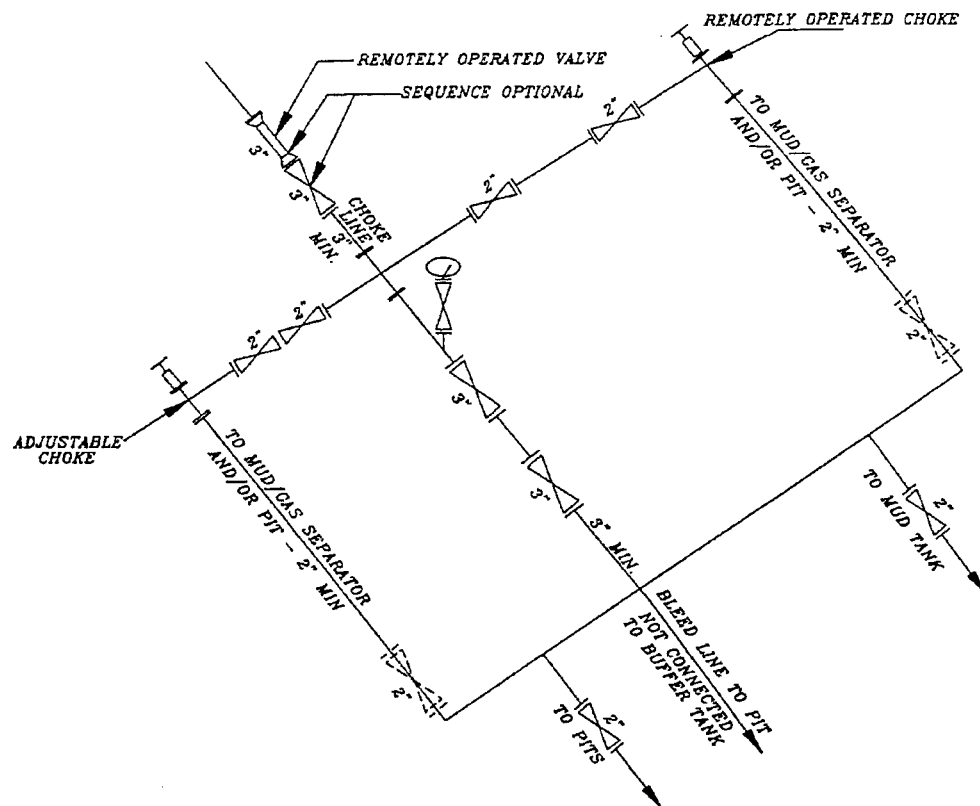 REMOTELY OPERATED CHOKE
REMOTELY OPERATED VALVE
SEQUENCE OPTIONAL
3"
3"
CHOKE
LINE
3"
MIN.
2"
2"
TO MUD/GAS SEPARATOR
AND/OR PIT - 2" MIN
2"
2"
2"
ADJUSTABLE
CHOKE
TO MUD/GAS SEPARATOR
AND/OR PIT - 2" MIN
2"
3"
3"
3" MIN.
BLEED LINE TO PIT
NOT CONNECTED
TO BUFFER TANK
2"
TO MUD TANK
2"
TO PITS